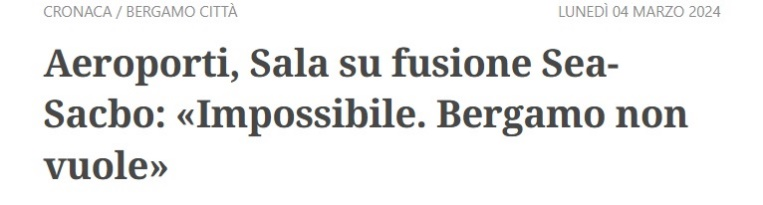 CRONACA / BERGAMO CITTÀ LUNEDÌ 04 MARZO 2024
Aeroporti, Sala su fusione Sea-
Sacbo: «Impossibile. Bergamo non
vuole»